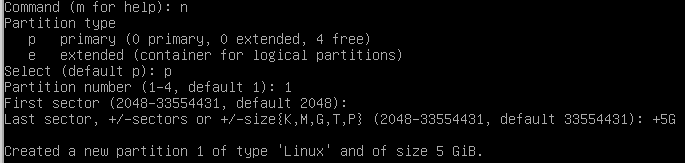 Command (m for help): n
Partition type
p primary (0 primary, 0 extended, 4 free)
e extended (container for logical partitions)
Select (default p): p
Partition number (1-4, default 1): 1
First sector (2048-33554431, default 2048):
Last sector, +/-sectors or +/-size{K,M,G,T,P} (2048-33554431, default 33554431): +5G
Created a new partition 1 of type 'Linux' and of size 5 GiB.